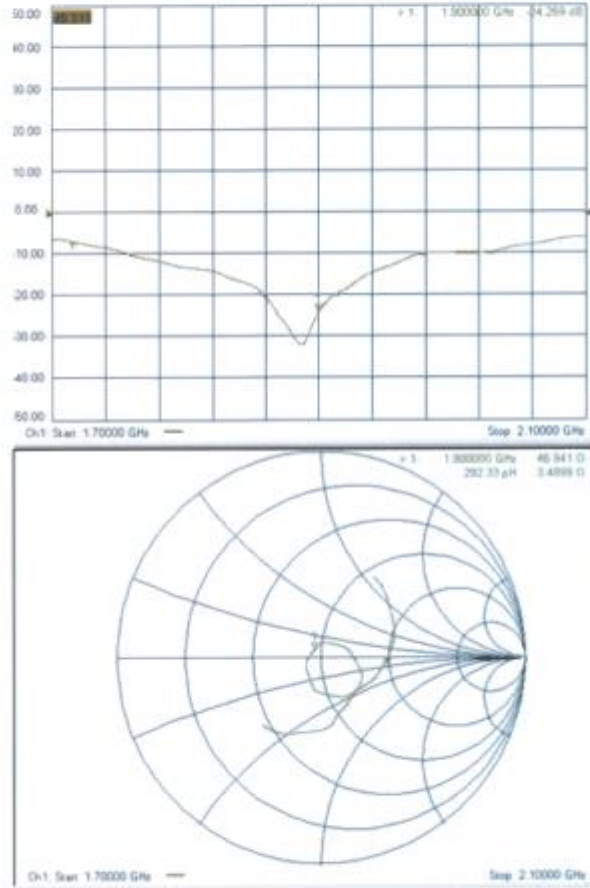 50.00
> 1: 1.900000 GHz -24.269 dB
40.00
30.00
20.00
10.00
0.00
-10.00
-20.00
-30.00
-40.00
-50.00
Ch1: Start 1.70000 GHz
Stop 2.10000 GHz
> 1: 1.900000 GHz 46.941 Ω
292.33 pH 3.4899 Ω
Ch1: Start 1.70000 GHz
Stop 2.10000 GHz